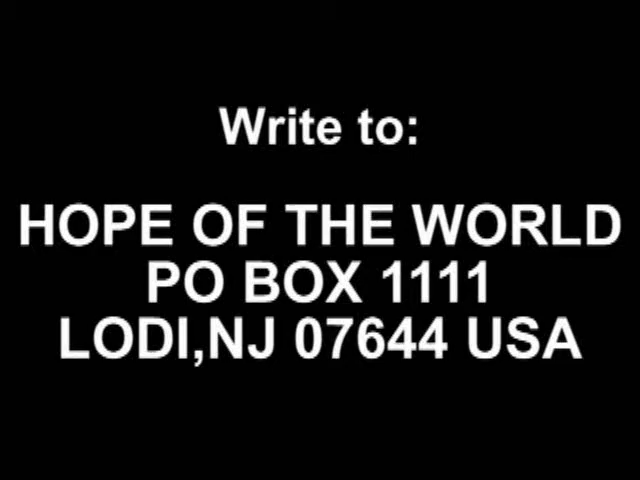 Write to:
HOPE OF THE WORLD
PO BOX 1111
LODI,NJ 07644 USA